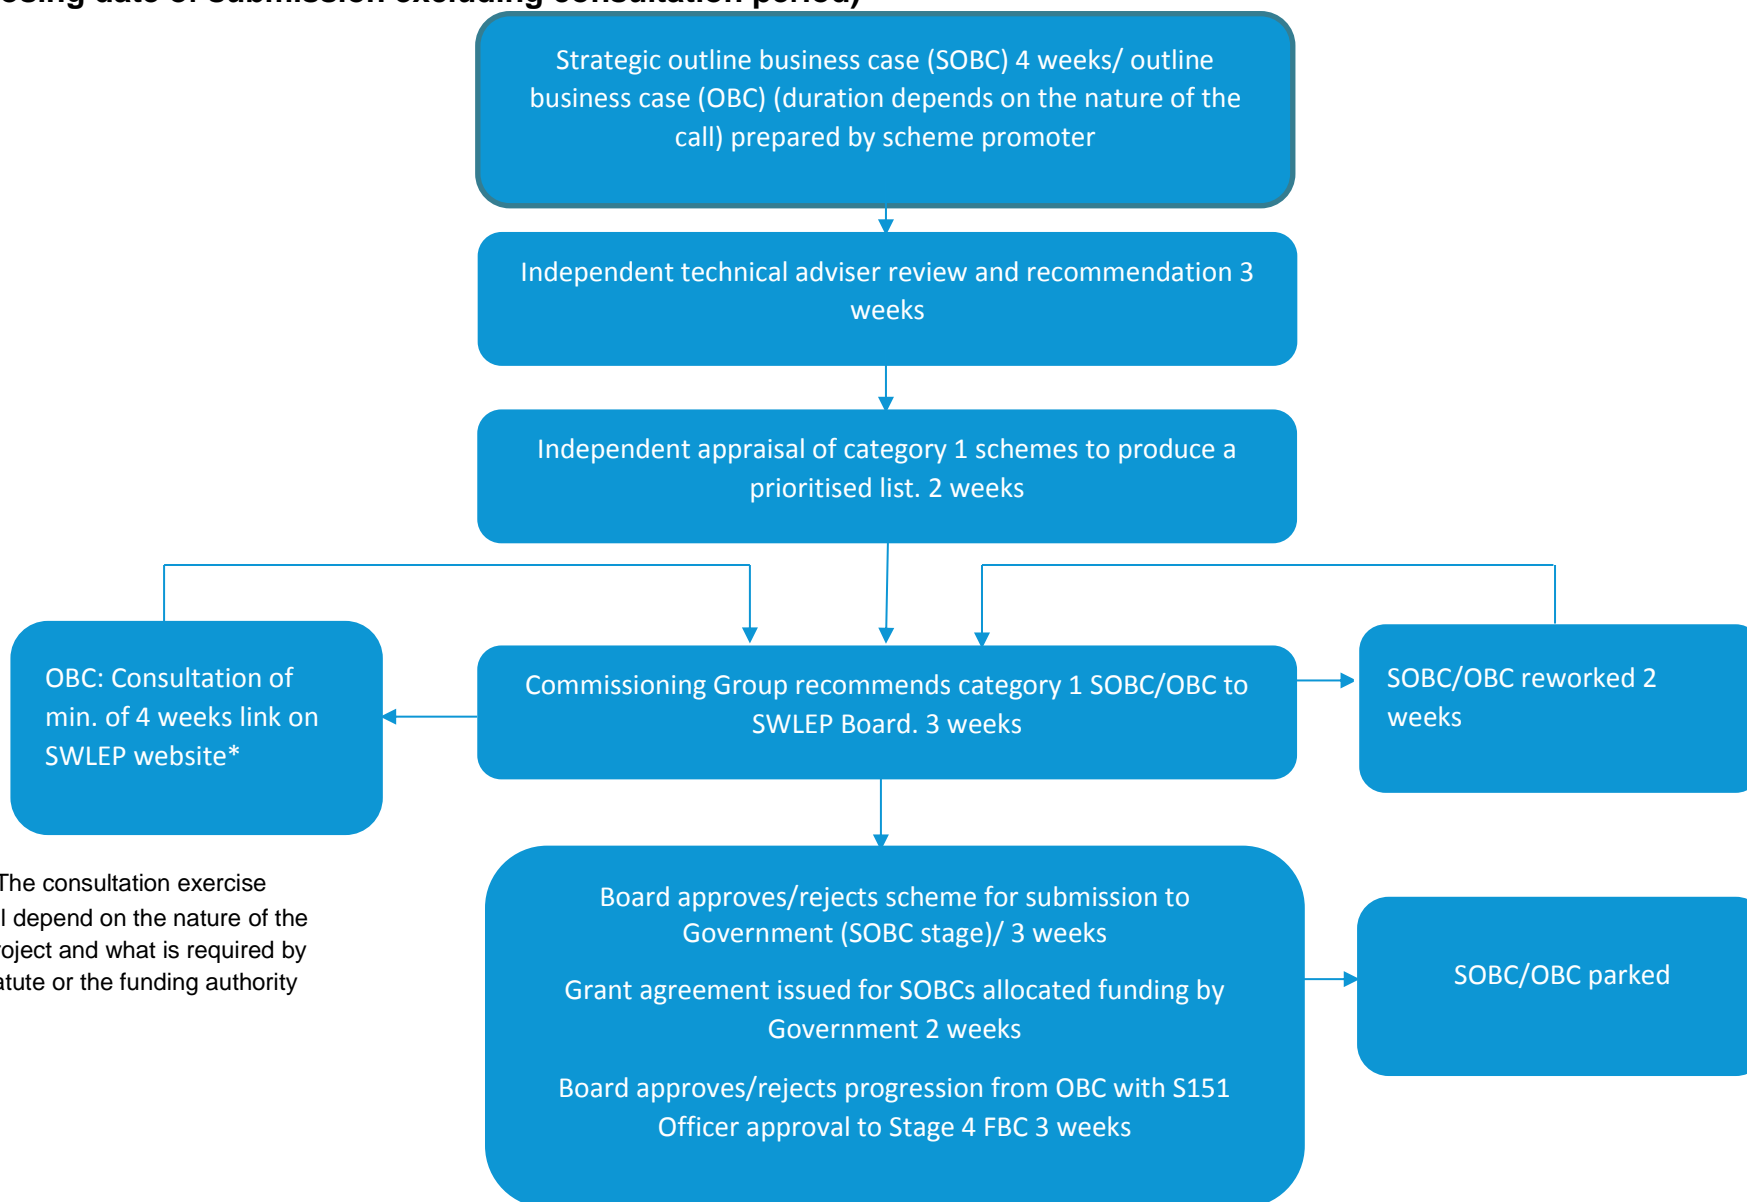 osing date of submission excluding consultation period)
Strategic outline business case (SOBC) 4 weeks/ outline
business case (OBC) (duration depends on the nature of the
call) prepared by scheme promoter
Independent technical adviser review and recommendation 3
weeks
Independent appraisal of category 1 schemes to produce a
prioritised list. 2 weeks
OBC: Consultation of
min. of 4 weeks link on
SWLEP website*
Commissioning Group recommends category 1 SOBC/OBC to
SWLEP Board. 3 weeks
SOBC/OBC reworked 2
weeks
The consultation exercise
l depend on the nature of the
roject and what is required by
atute or the funding authority
Board approves/rejects scheme for submission to
Government (SOBC stage)/ 3 weeks
Grant agreement issued for SOBCs allocated funding by
Government 2 weeks
Board approves/rejects progression from OBC with S151
Officer approval to Stage 4 FBC 3 weeks
SOBC/OBC parked